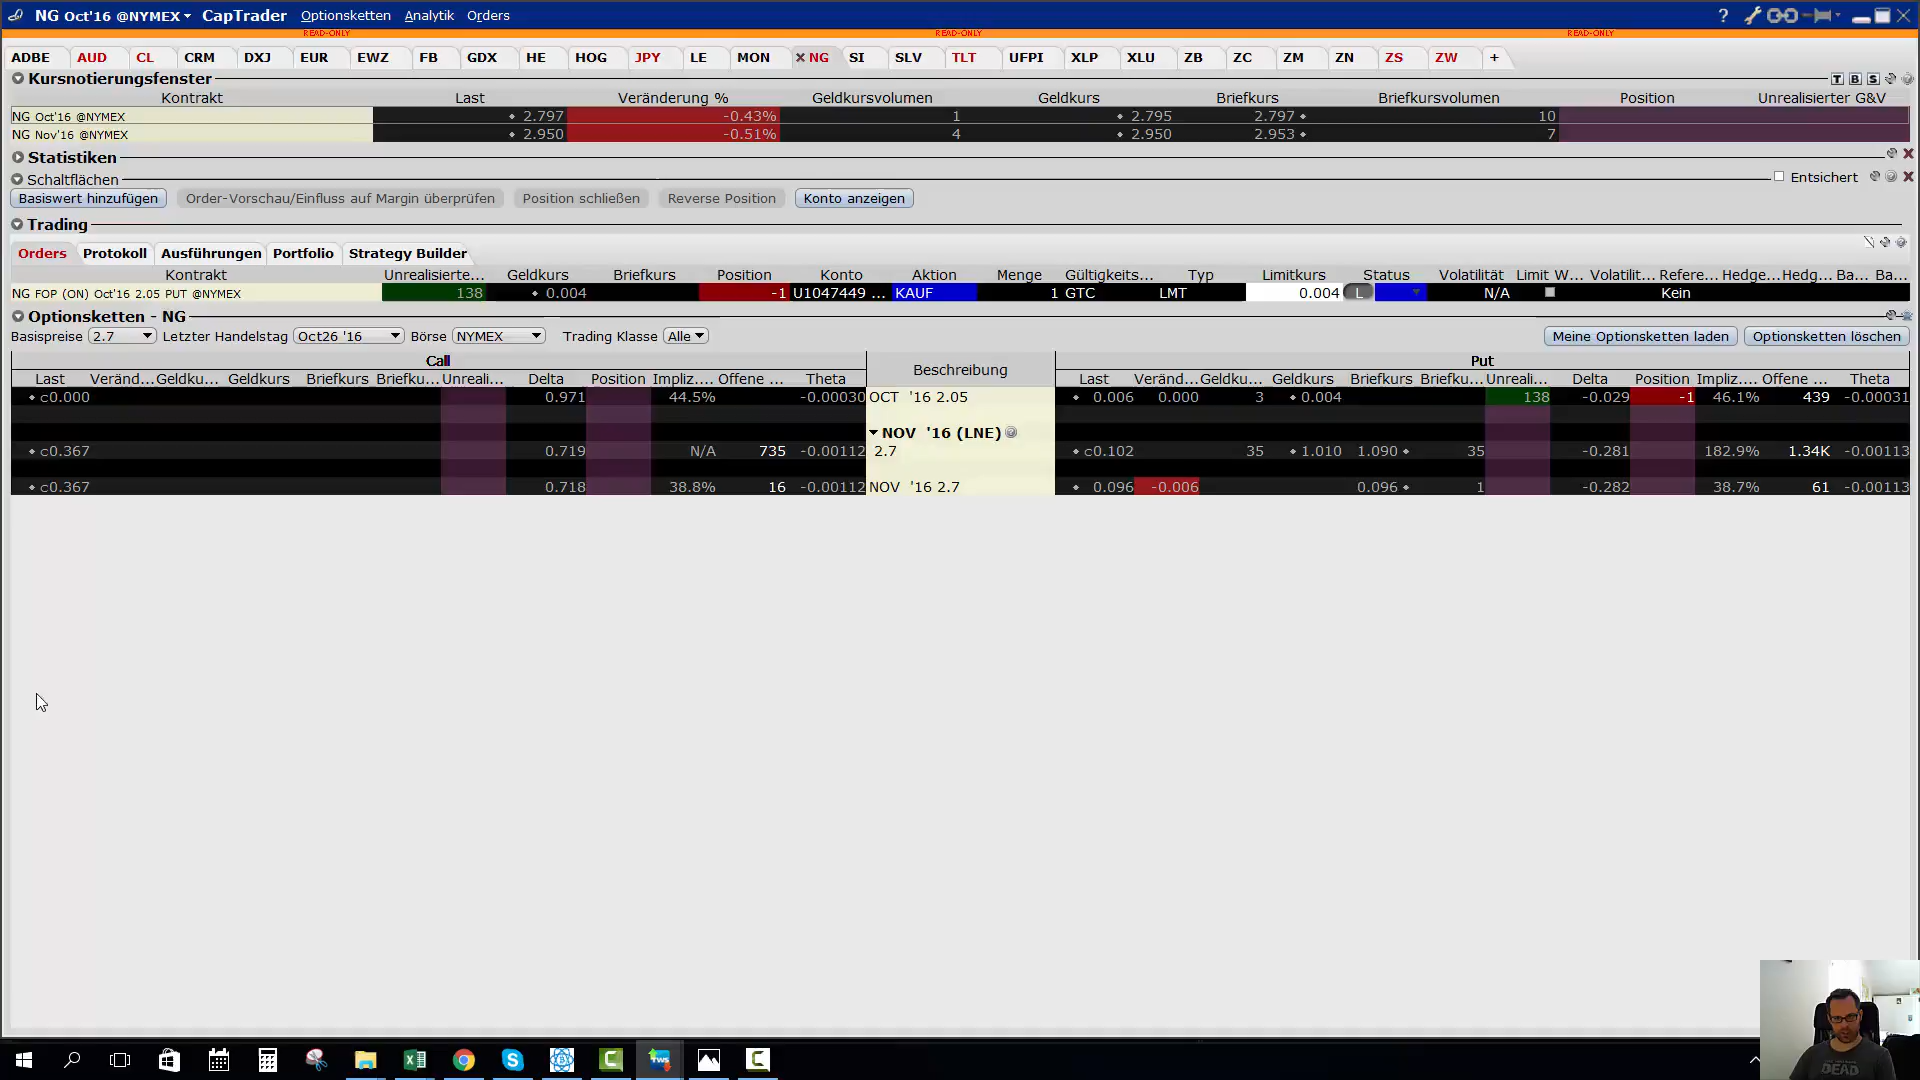 NG Oct'16 @NYMEX CapTrader Optionsketten Analytik Orders ?
READ-ONLY READ-ONLY READ-ONLY
ADBE AUD CL CRM DXJ EUR EWZ FB GDX HE HOG JPY LE MON NG SI SLV TLT UFPI XLP XLU ZB ZC ZM ZN ZS ZW +
Kursnotierungsfenster T B S
Kontrakt Last Veränderung % Geldkursvolumen Geldkurs Briefkurs Briefkursvolumen Position Unrealisierter G&V
NG Oct'16 @NYMEX 2.797 -0.43% 1 2.795 2.797 10
NG Nov'16 @NYMEX 2.950 -0.51% 4 2.950 2.953 7
Statistiken
Schaltflächen Entsichert
Basiswert hinzufügen Order-Vorschau/Einfluss auf Margin überprüfen Position schließen Reverse Position Konto anzeigen
Trading
Orders Protokoll Ausführungen Portfolio Strategy Builder
Kontrakt Unrealisierte... Geldkurs Briefkurs Position Konto Aktion Menge Gültigkeits... Typ Limitkurs Status Volatilität Limit W... Volatilit... Refere... Hedge... Hedg... Ba... Ba...
NG FOP (ON) Oct'16 2.05 PUT @NYMEX 138 0.004 -1 U1047449 ... KAUF 1 GTC LMT 0.004 L N/A Kein
Optionsketten - NG
Basispreise 2.7 Letzter Handelstag Oct26 '16 Börse NYMEX Trading Klasse Alle Meine Optionsketten laden Optionsketten löschen
Call Beschreibung Put
Last Veränd... Geldku... Geldkurs Briefkurs Briefku... Unreali... Delta Position Impliz.... Offene ... Theta Last Veränd... Geldku... Geldkurs Briefkurs Briefku... Unreali... Delta Position Impliz.... Offene ... Theta
c0.000 0.971 44.5% -0.00030 OCT '16 2.05 0.006 0.000 3 0.004 138 -0.029 -1 46.1% 439 -0.00031
NOV '16 (LNE)
c0.367 0.719 N/A 735 -0.00112 2.7 c0.102 35 1.010 1.090 35 -0.281 182.9% 1.34K -0.00113
c0.367 0.718 38.8% 16 -0.00112 NOV '16 2.7 0.096 -0.006 0.096 1 -0.282 38.7% 61 -0.00113
TWS
DEAD